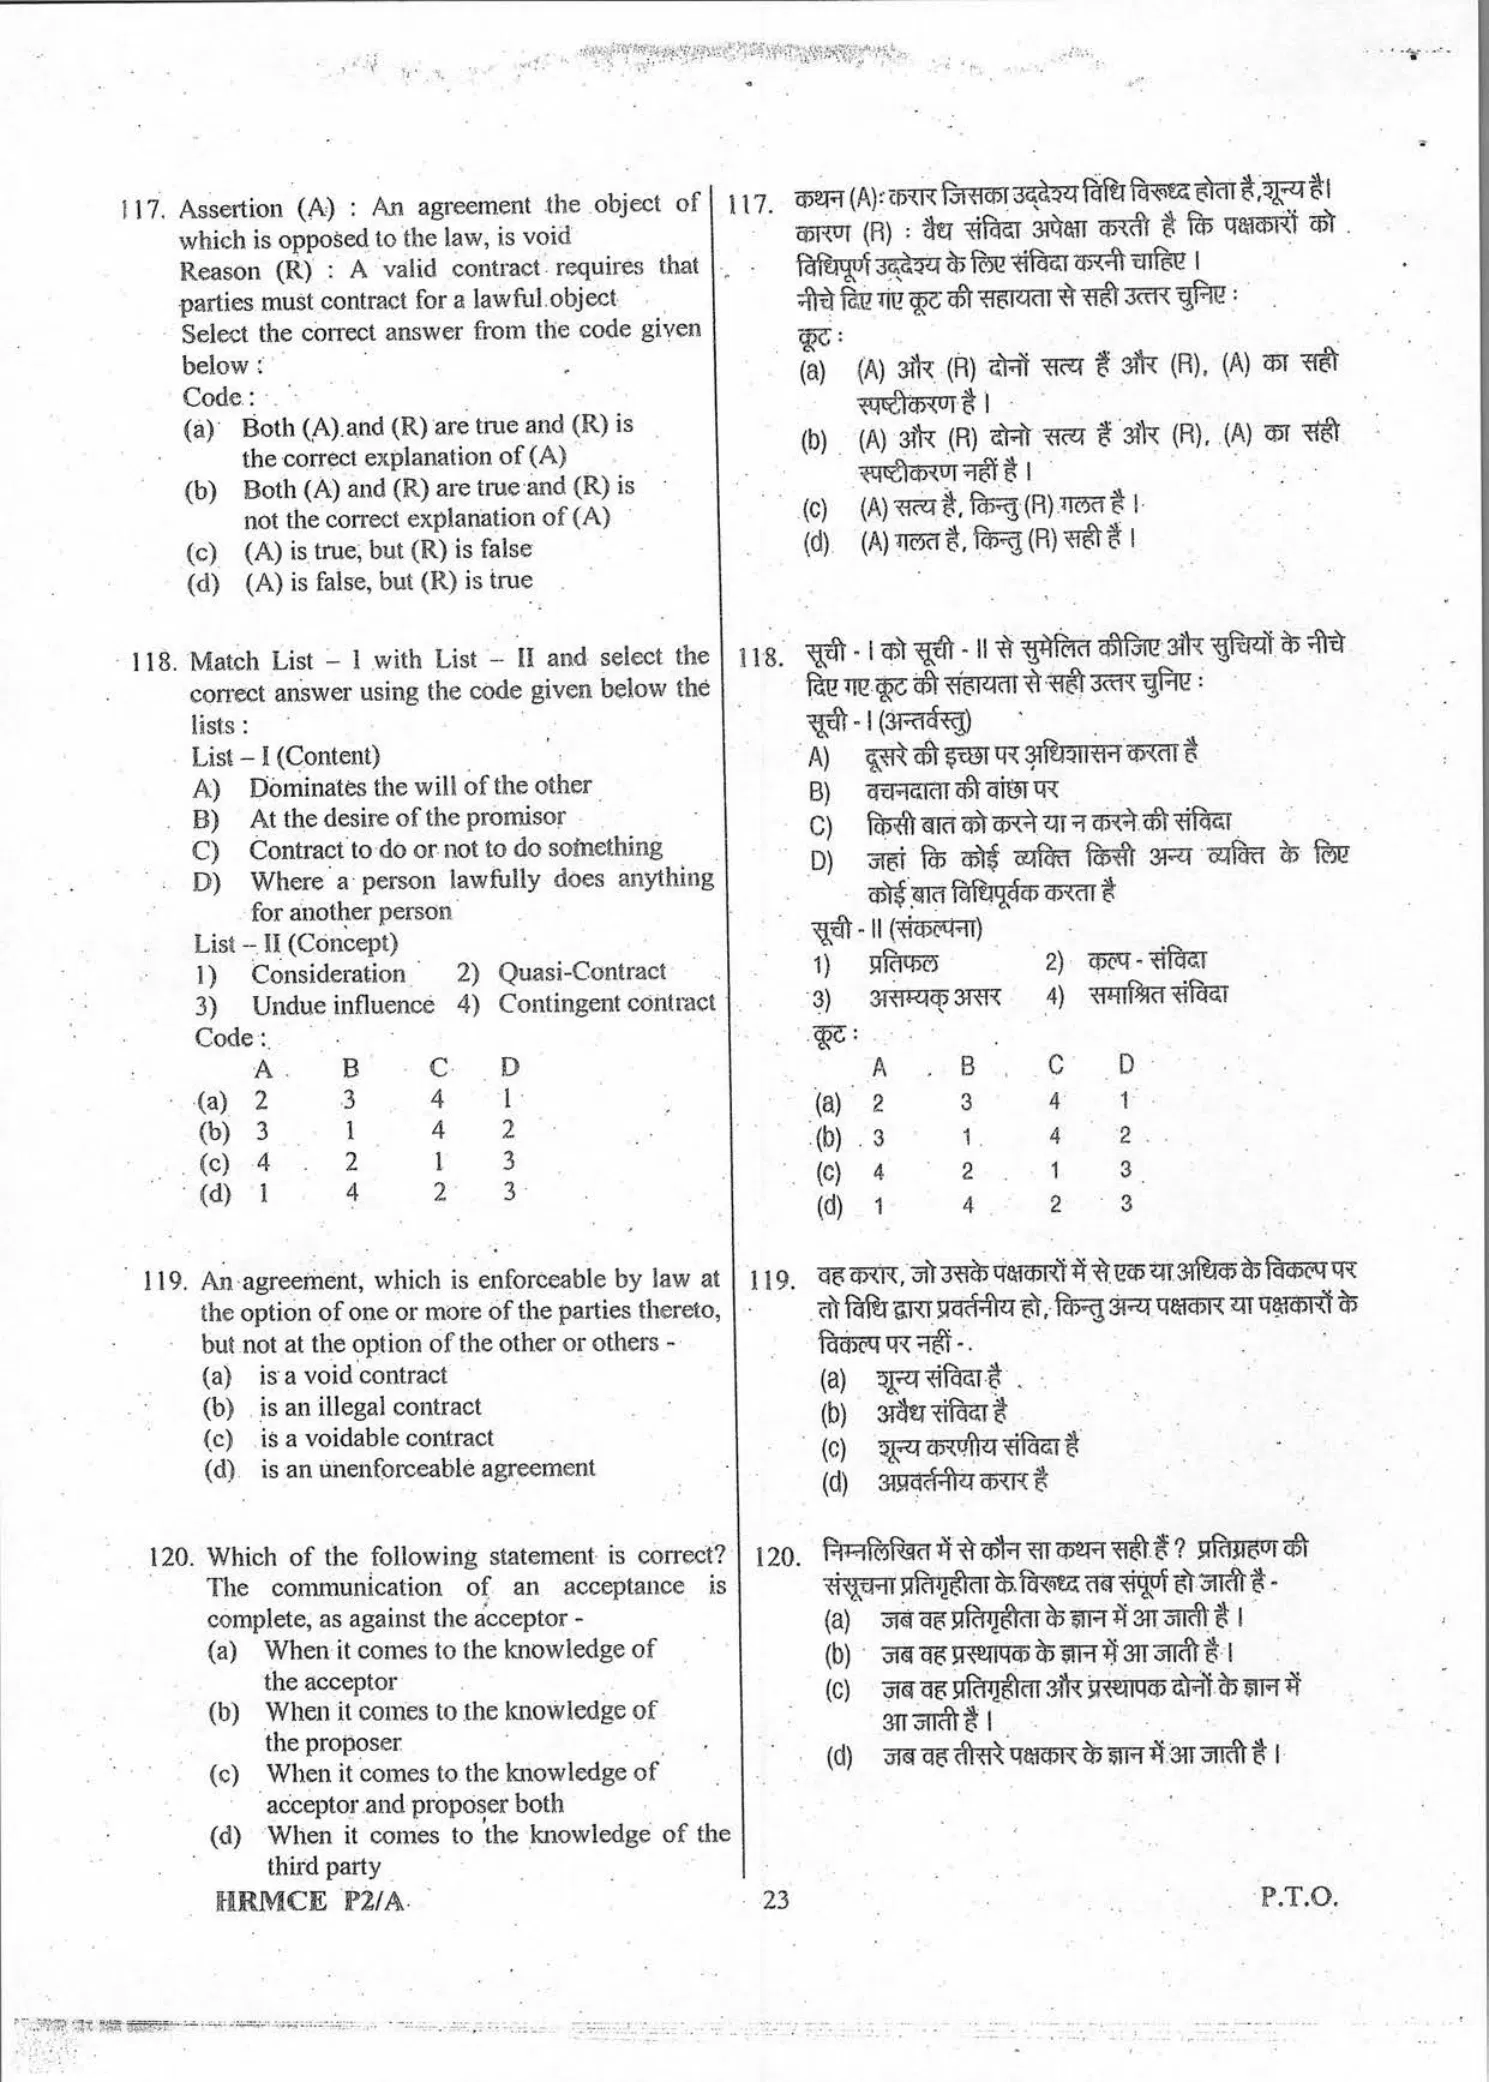 117. Assertion (A) : An agreement the object of
which is opposed to the law, is void
Reason (R) : A valid contract requires that
parties must contract for a lawful object
Select the correct answer from the code given
below :
Code :
(a) Both (A) and (R) are true and (R) is
the correct explanation of (A)
(b) Both (A) and (R) are true and (R) is
not the correct explanation of (A)
(c) (A) is true, but (R) is false
(d) (A) is false, but (R) is true
118. Match List – I with List – II and select the
correct answer using the code given below the
lists :
List – I (Content)
A) Dominates the will of the other
B) At the desire of the promisor
C) Contract to do or not to do something
D) Where a person lawfully does anything
for another person
List – II (Concept)
1) Consideration 2) Quasi-Contract
3) Undue influence 4) Contingent contract
Code :
A B C D
(a) 2 3 4 1
(b) 3 1 4 2
(c) 4 2 1 3
(d) 1 4 2 3
119. An agreement, which is enforceable by law at
the option of one or more of the parties thereto,
but not at the option of the other or others -
(a) is a void contract
(b) is an illegal contract
(c) is a voidable contract
(d) is an unenforceable agreement
120. Which of the following statement is correct?
The communication of an acceptance is
complete, as against the acceptor -
(a) When it comes to the knowledge of
the acceptor
(b) When it comes to the knowledge of
the proposer
(c) When it comes to the knowledge of
acceptor and proposer both
(d) When it comes to the knowledge of the
third party
117. कथन (A): करार जिसका उद्देश्य विधि विरूध्द होता है, शून्य है।
कारण (R) : वैध संविदा अपेक्षा करती है कि पक्षकारों को
विधिपूर्ण उद्देश्य के लिए संविदा करनी चाहिए ।
नीचे दिए गए कूट की सहायता से सही उत्तर चुनिए :
कूट :
(a) (A) और (R) दोनों सत्य हैं और (R), (A) का सही
स्पष्टीकरण है ।
(b) (A) और (R) दोनो सत्य हैं और (R), (A) का सही
स्पष्टीकरण नहीं है ।
(c) (A) सत्य है, किन्तु (R) गलत है ।
(d) (A) गलत है, किन्तु (R) सही है ।
118. सूची - I को सूची - II से सुमेलित कीजिए और सुचियों के नीचे
दिए गए कूट की संहायता से सही उत्तर चुनिए :
सूची - I (अन्तर्वस्तु)
A) दूसरे की इच्छा पर अधिशासन करता है
B) वचनदाता की वांछा पर
C) किसी बात को करने या न करने की संविदा
D) जहां कि कोई व्यक्ति किसी अन्य व्यक्ति के लिए
कोई बात विधिपूर्वक करता है
सूची - II (संकल्पना)
1) प्रतिफल 2) कल्प - संविदा
3) असम्यक् असर 4) समाश्रित संविदा
कूट :
A B C D
(a) 2 3 4 1
(b) 3 1 4 2
(c) 4 2 1 3
(d) 1 4 2 3
119. वह करार, जो उसके पक्षकारों में से एक या अधिक के विकल्प पर
तो विधि द्वारा प्रवर्तनीय हो, किन्तु अन्य पक्षकार या पक्षकारों के
विकल्प पर नहीं -
(a) शून्य संविदा है
(b) अवैध संविदा है
(c) शून्य करणीय संविदा है
(d) अप्रवर्तनीय करार है
120. निम्नलिखित में से कौन सा कथन सही हैं ? प्रतिग्रहण की
संसूचना प्रतिगृहीता के विरूध्द तब संपूर्ण हो जाती है -
(a) जब वह प्रतिगृहीता के ज्ञान में आ जाती है ।
(b) जब वह प्रस्थापक के ज्ञान में आ जाती है ।
(c) जब वह प्रतिगृहीता और प्रस्थापक दोनों के ज्ञान में
आ जाती है ।
(d) जब वह तीसरे पक्षकार के ज्ञान में आ जाती है ।
HRMCE P2/A 23 P.T.O.